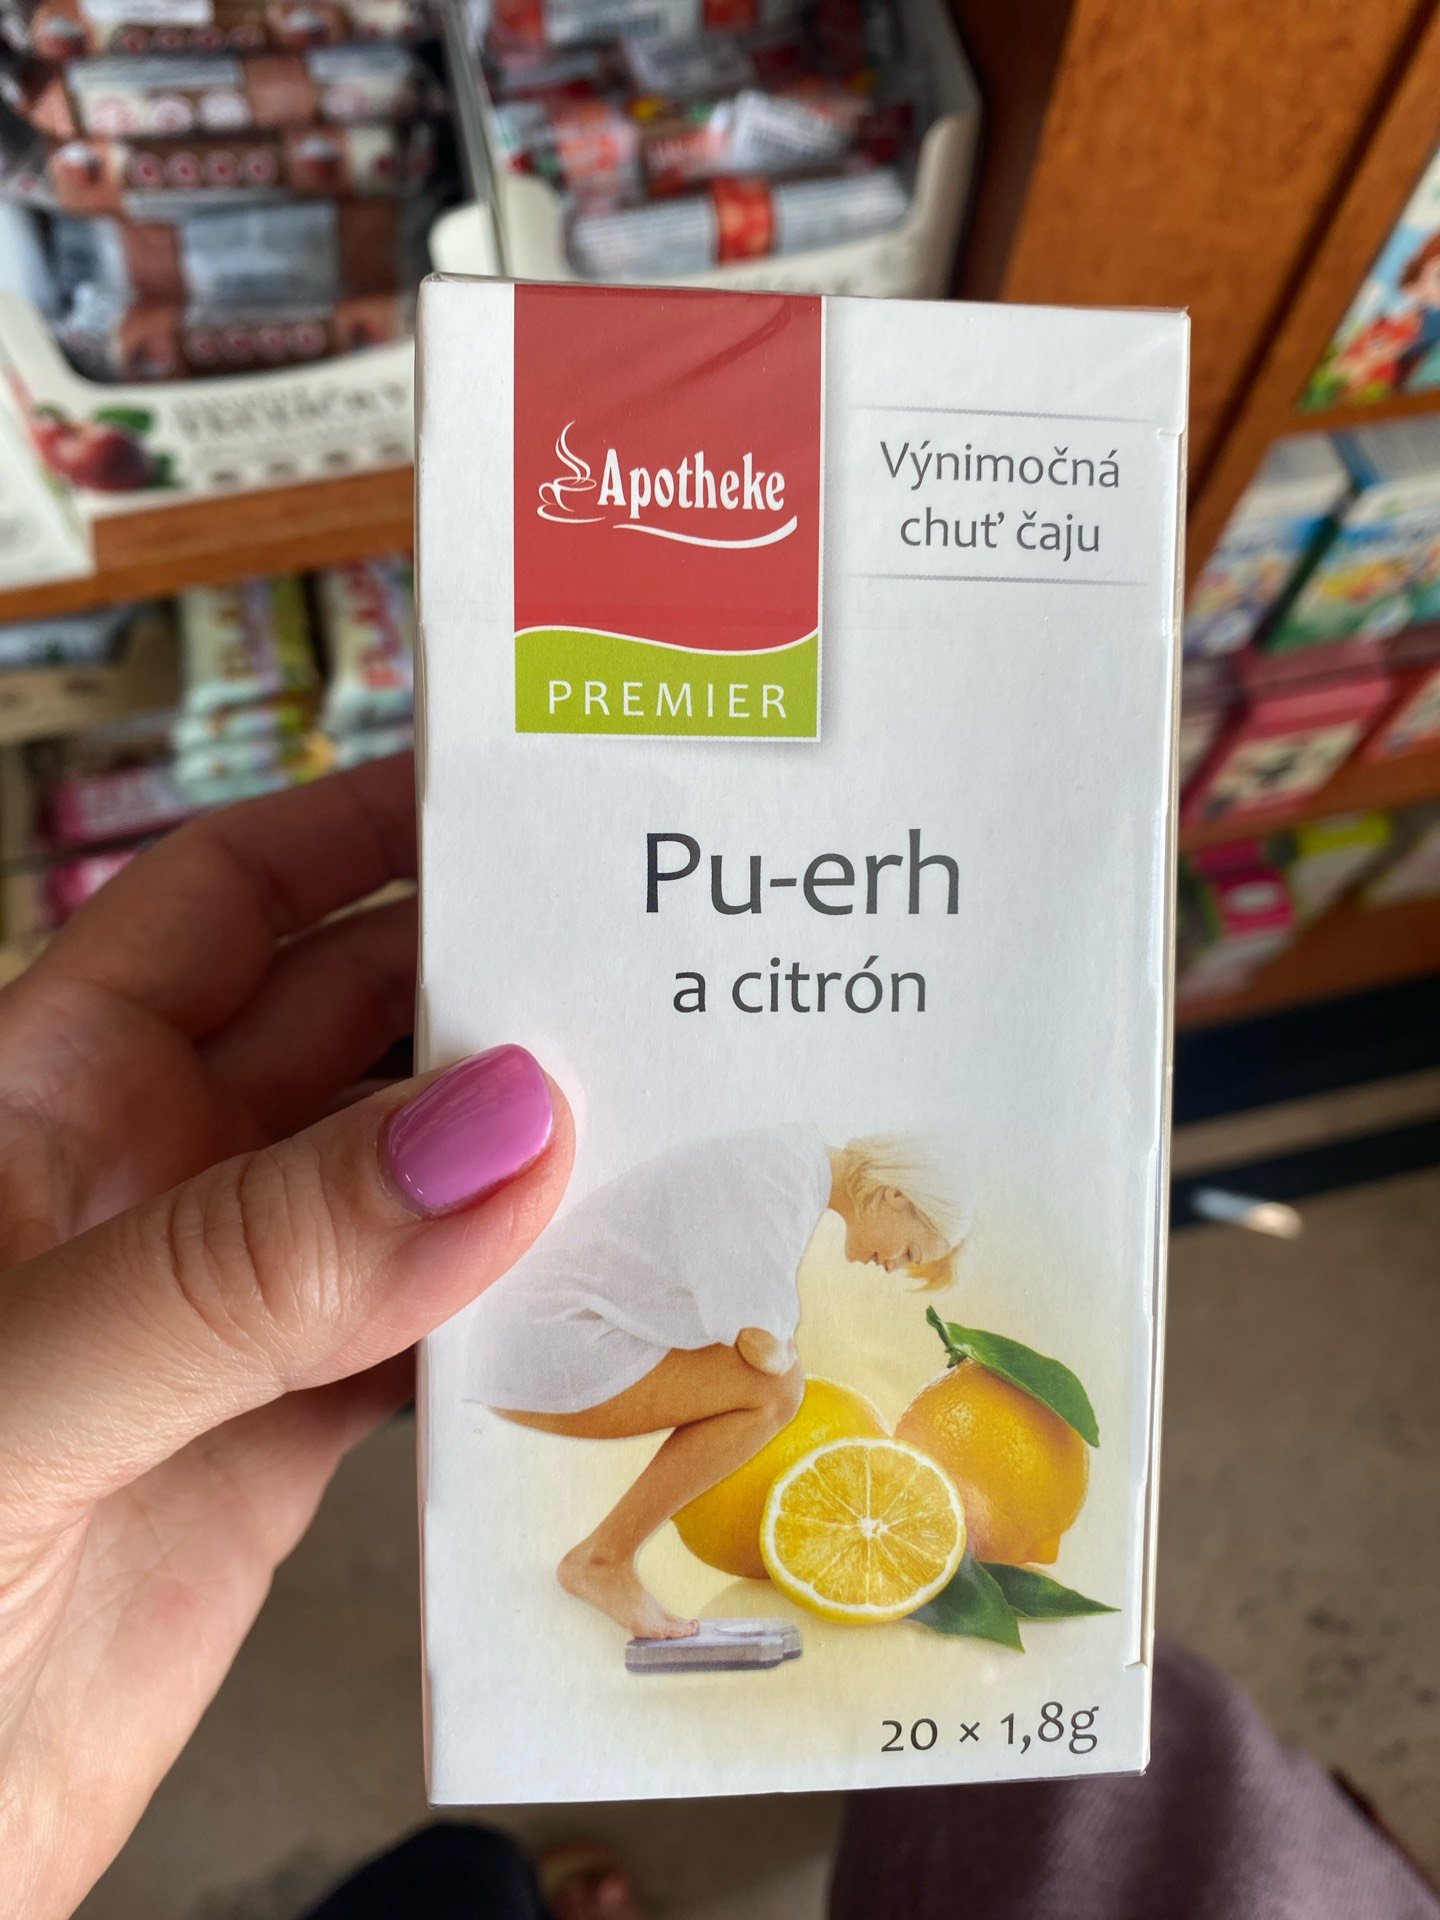 Apotheke
PREMIER
Výnimočná
chuť čaju
Pu-erh
a citrón
20 × 1,8g